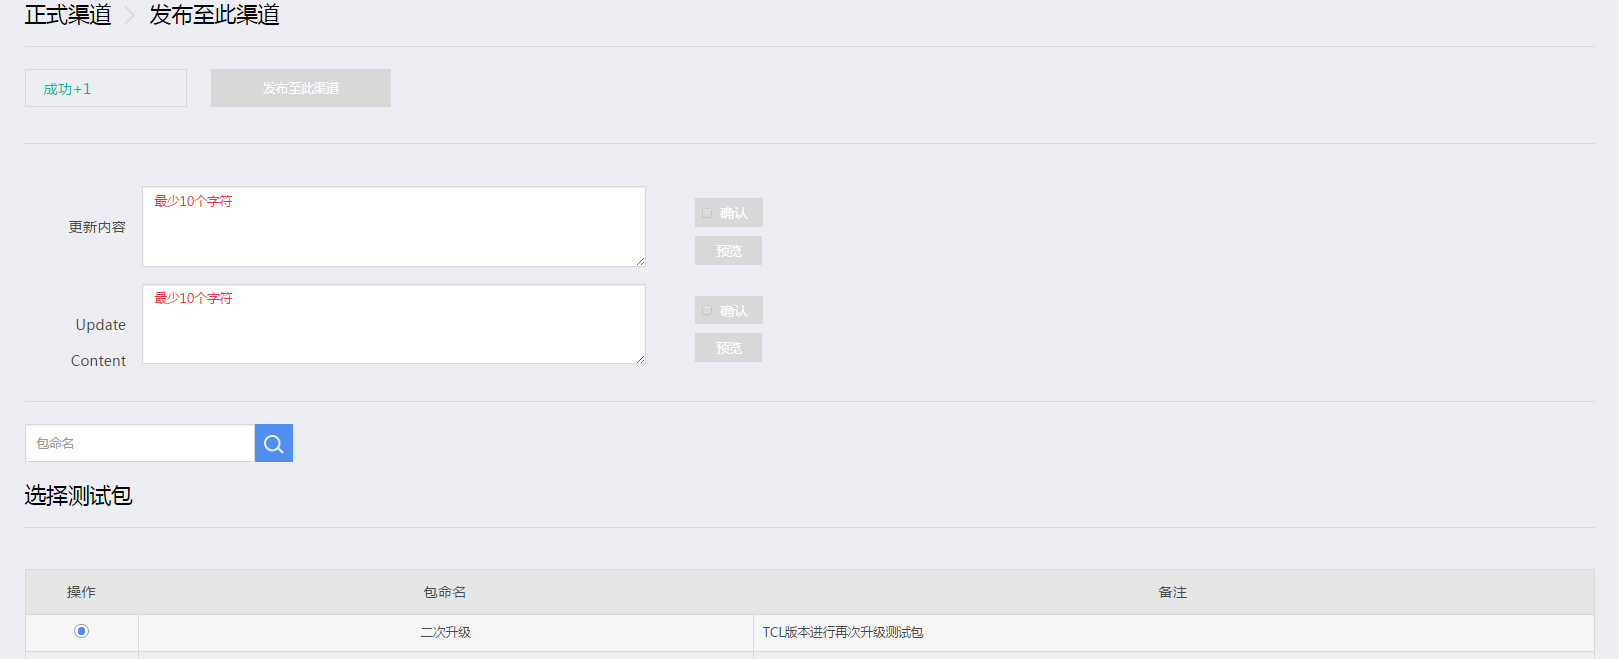 正式渠道 > 发布至此渠道
成功+1 发布至此渠道
更新内容 最少10个字符 确认
预览
Update Content 最少10个字符 确认
预览
包命名
选择测试包
操作 包命名 备注
二次升级 TCL版本进行再次升级测试包